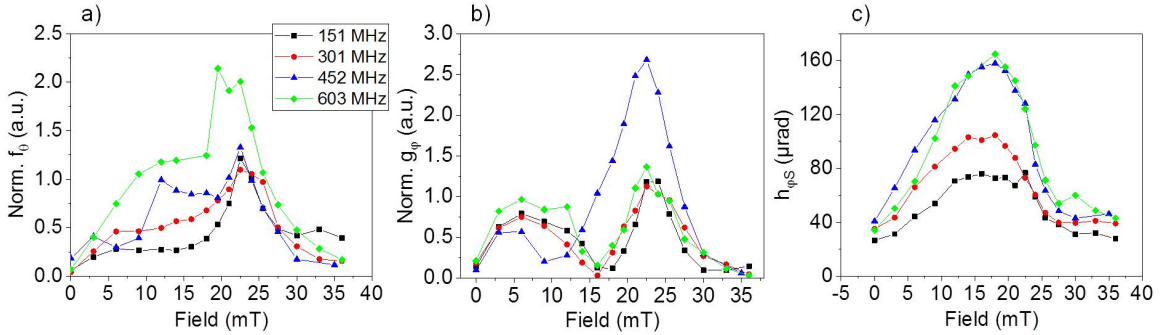 a)
2.5
2.0
1.5
1.0
0.5
0.0
Norm. fθ (a.u.)
0 5 10 15 20 25 30 35 40
Field (mT)
151 MHz
301 MHz
452 MHz
603 MHz
b)
3.0
2.5
2.0
1.5
1.0
0.5
0.0
Norm. gφ (a.u.)
0 5 10 15 20 25 30 35
Field (mT)
c)
160
120
80
40
0
hφS (µrad)
-5 0 5 10 15 20 25 30 35 40
Field (mT)